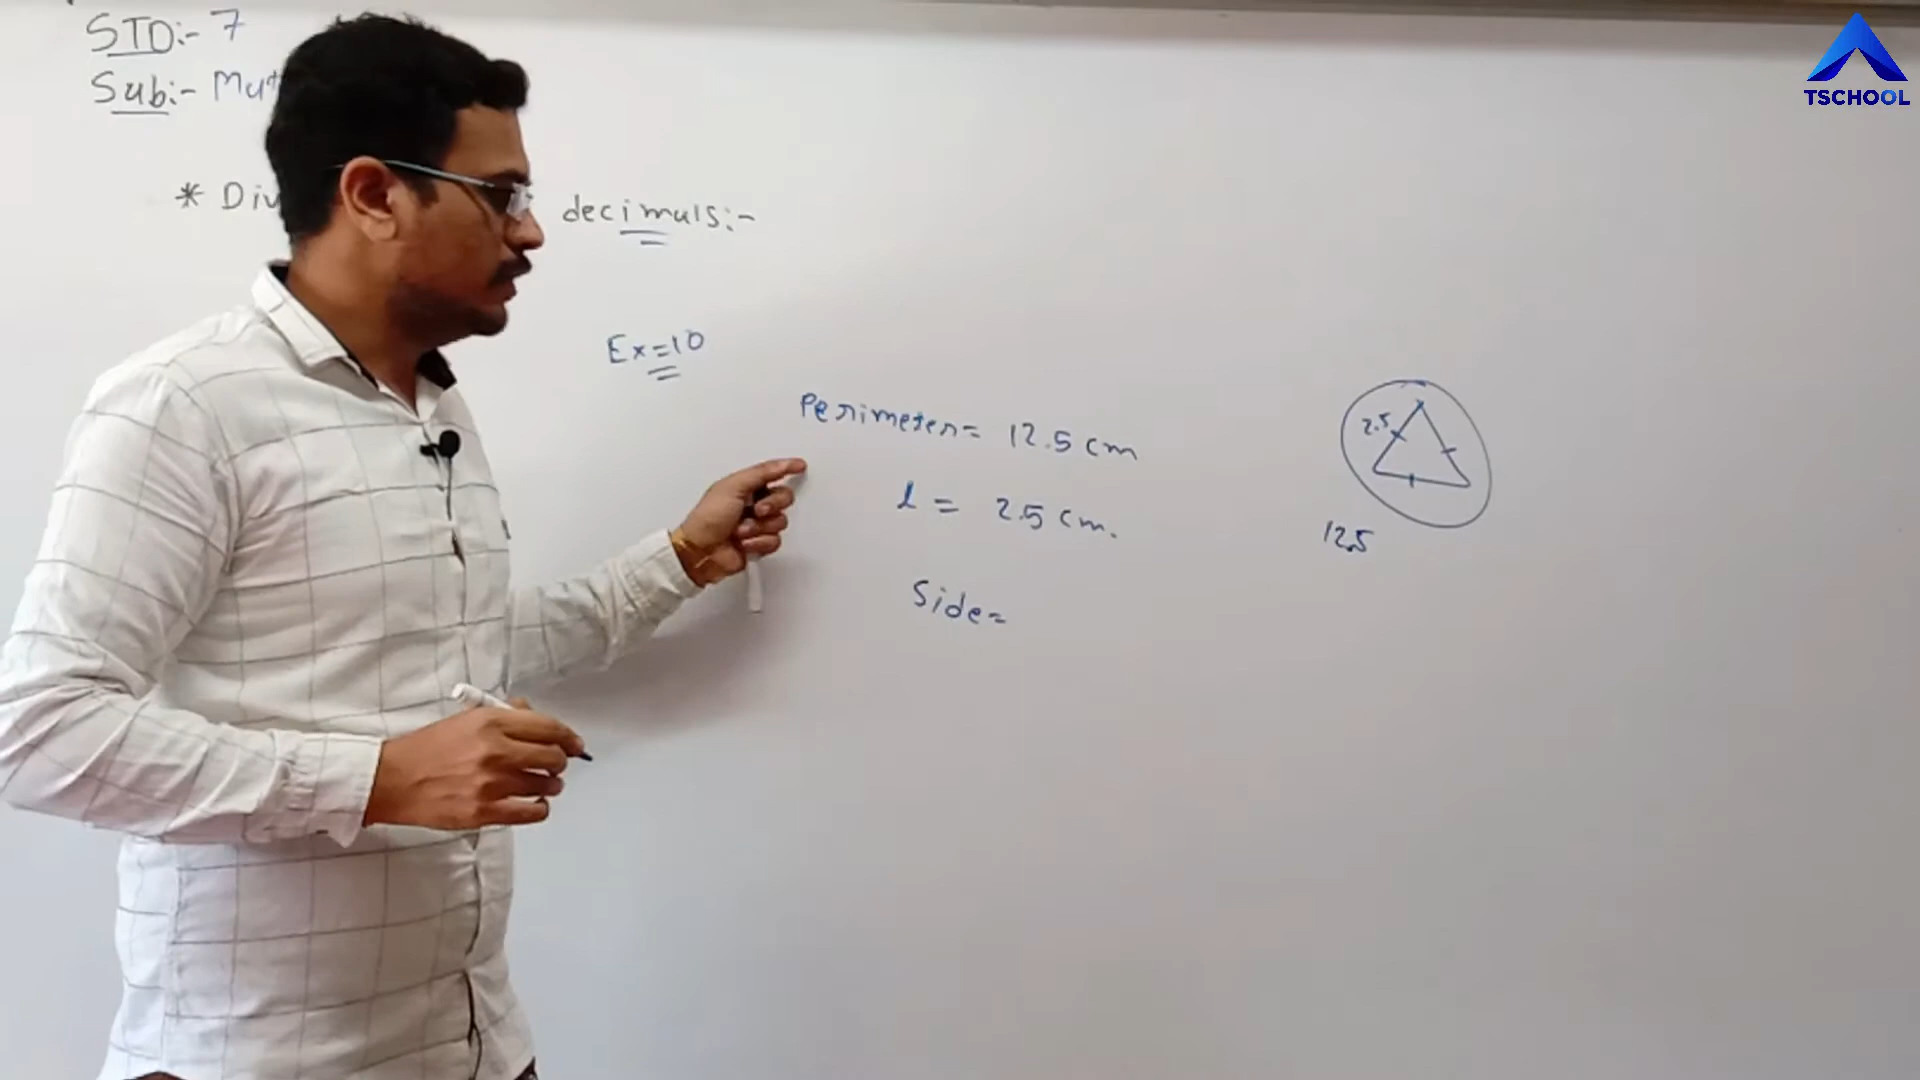 STD:- 7
Sub:- Mat
* Div decimals:-
Ex=10
Perimeter= 12.5 cm
l = 2.5 cm.
Side=
2.5
12.5
TSCHOOL